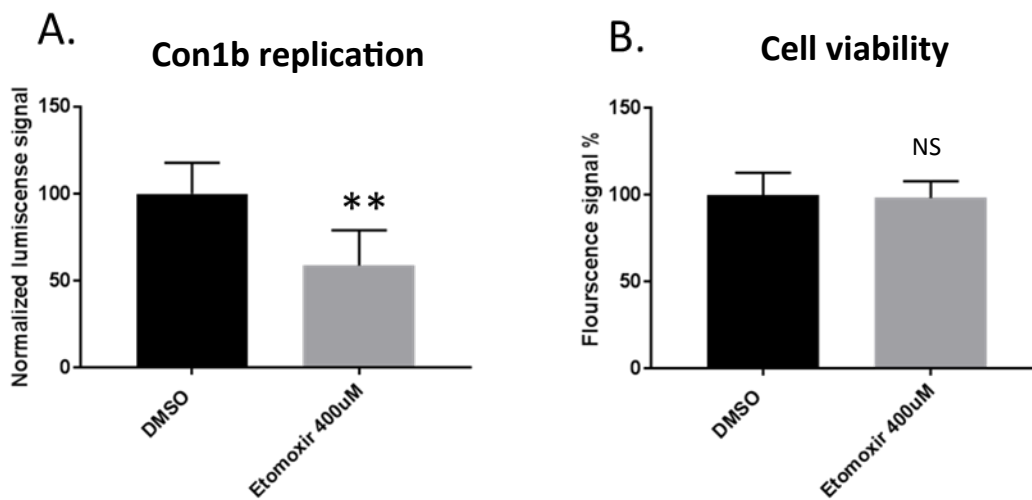 A.
Con1b replication
Normalized lumiscense signal
150
100
50
0
**
DMSO
Etomoxir 400uM
B.
Cell viability
Flourscence signal %
150
100
50
0
NS
DMSO
Etomoxir 400uM